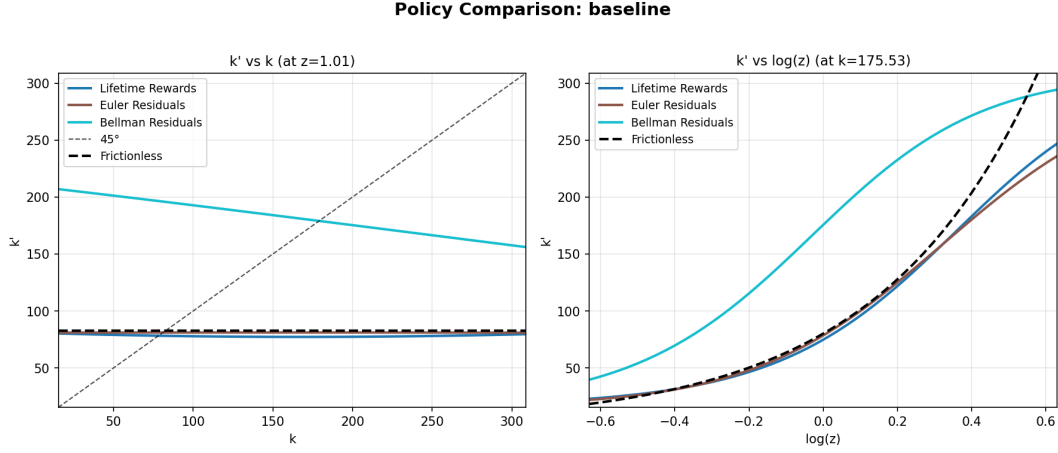 Policy Comparison: baseline
k' vs k (at z=1.01)
Lifetime Rewards
Euler Residuals
Bellman Residuals
45°
Frictionless
300
250
200
150
100
50
k'
50
100
150
200
250
300
k
k' vs log(z) (at k=175.53)
Lifetime Rewards
Euler Residuals
Bellman Residuals
Frictionless
300
250
200
150
100
50
k'
−0.6
−0.4
−0.2
0.0
0.2
0.4
0.6
log(z)